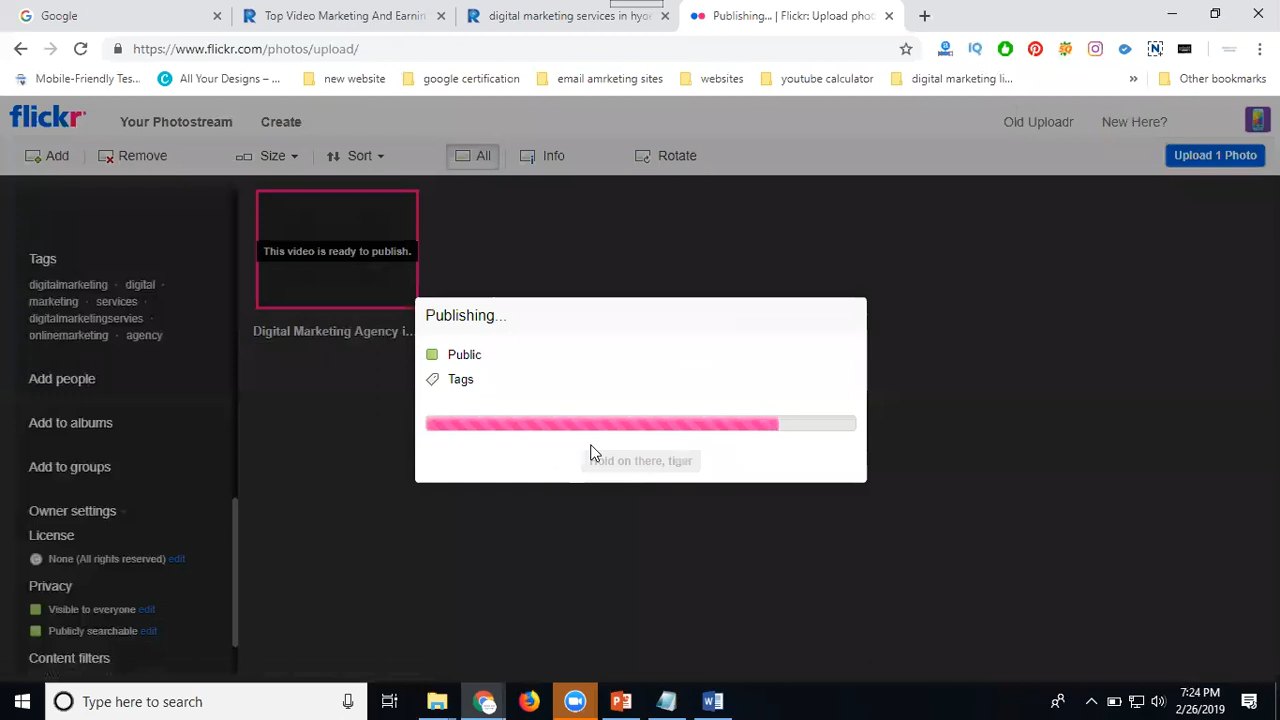 Google
Top Video Marketing And Earnin
digital marketing services in hyd
Publishing... | Flickr: Upload phot
https://www.flickr.com/photos/upload/
Mobile-Friendly Tes...
All Your Designs – ...
new website
google certification
email amrketing sites
websites
youtube calculator
digital marketing li...
Other bookmarks
flickr
Your Photostream
Create
Old Uploadr
New Here?
Add
Remove
Size
Sort
All
Info
Rotate
Upload 1 Photo
Tags
digitalmarketing · digital ·
marketing · services ·
digitalmarketingservies ·
onlinemarketing · agency
Add people
Add to albums
Add to groups
Owner settings
License
None (All rights reserved) edit
Privacy
Visible to everyone edit
Publicly searchable edit
Content filters
This video is ready to publish.
Digital Marketing Agency i...
Publishing...
Public
Tags
Hold on there, tiger
Type here to search
7:24 PM
2/26/2019